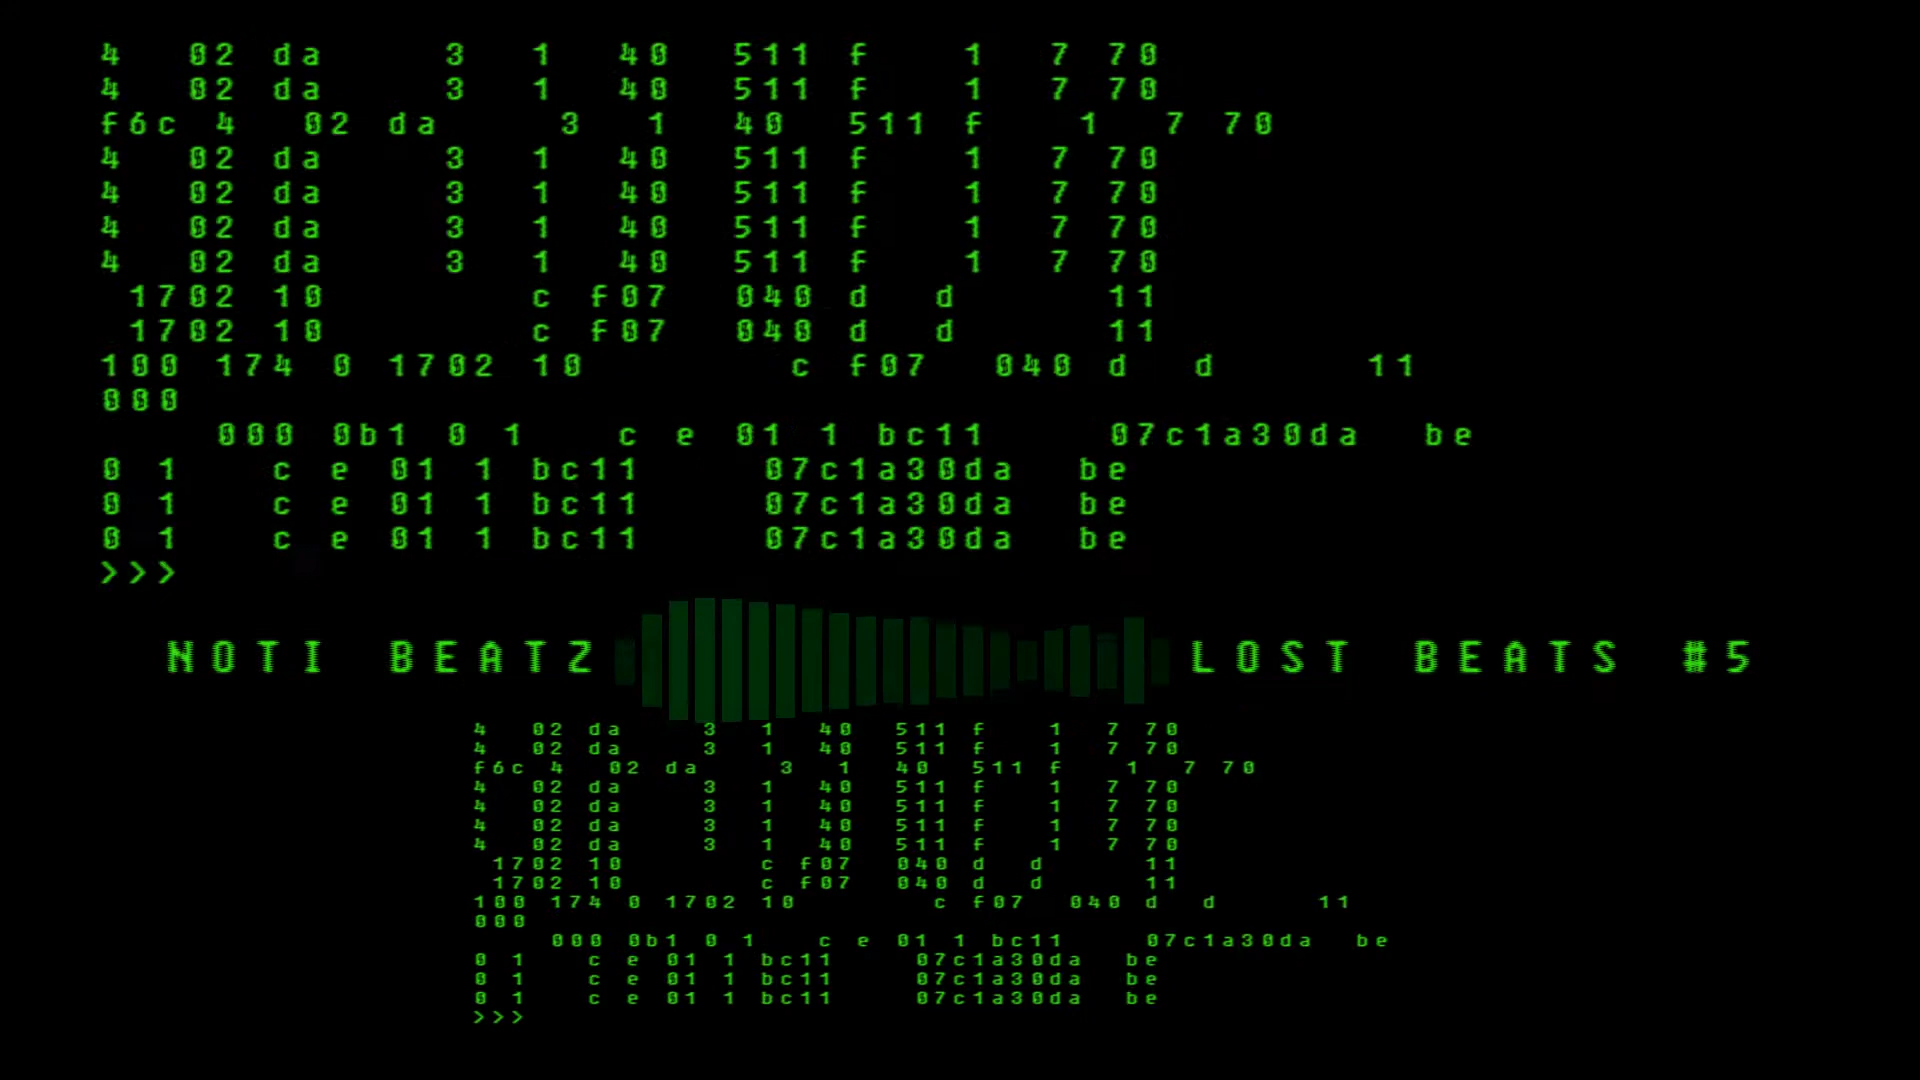 4 02 da 3 1 40 511 f 1 7 70
4 02 da 3 1 40 511 f 1 7 70
f6c 4 02 da 3 1 40 511 f 1 7 70
4 02 da 3 1 40 511 f 1 7 70
4 02 da 3 1 40 511 f 1 7 70
4 02 da 3 1 40 511 f 1 7 70
4 02 da 3 1 40 511 f 1 7 70
1702 10 c f07 040 d d 11
1702 10 c f07 040 d d 11
100 174 0 1702 10 c f07 040 d d 11
000
000 0b1 0 1 c e 01 1 bc11 07c1a30da be
0 1 c e 01 1 bc11 07c1a30da be
0 1 c e 01 1 bc11 07c1a30da be
0 1 c e 01 1 bc11 07c1a30da be
>>>
NOTI BEATZ LOST BEATS #5
4 02 da 3 1 40 511 f 1 7 70
4 02 da 3 1 40 511 f 1 7 70
f6c 4 02 da 3 1 40 511 f 1 7 70
4 02 da 3 1 40 511 f 1 7 70
4 02 da 3 1 40 511 f 1 7 70
4 02 da 3 1 40 511 f 1 7 70
4 02 da 3 1 40 511 f 1 7 70
1702 10 c f07 040 d d 11
1702 10 c f07 040 d d 11
100 174 0 1702 10 c f07 040 d d 11
000
000 0b1 0 1 c e 01 1 bc11 07c1a30da be
0 1 c e 01 1 bc11 07c1a30da be
0 1 c e 01 1 bc11 07c1a30da be
0 1 c e 01 1 bc11 07c1a30da be
>>>